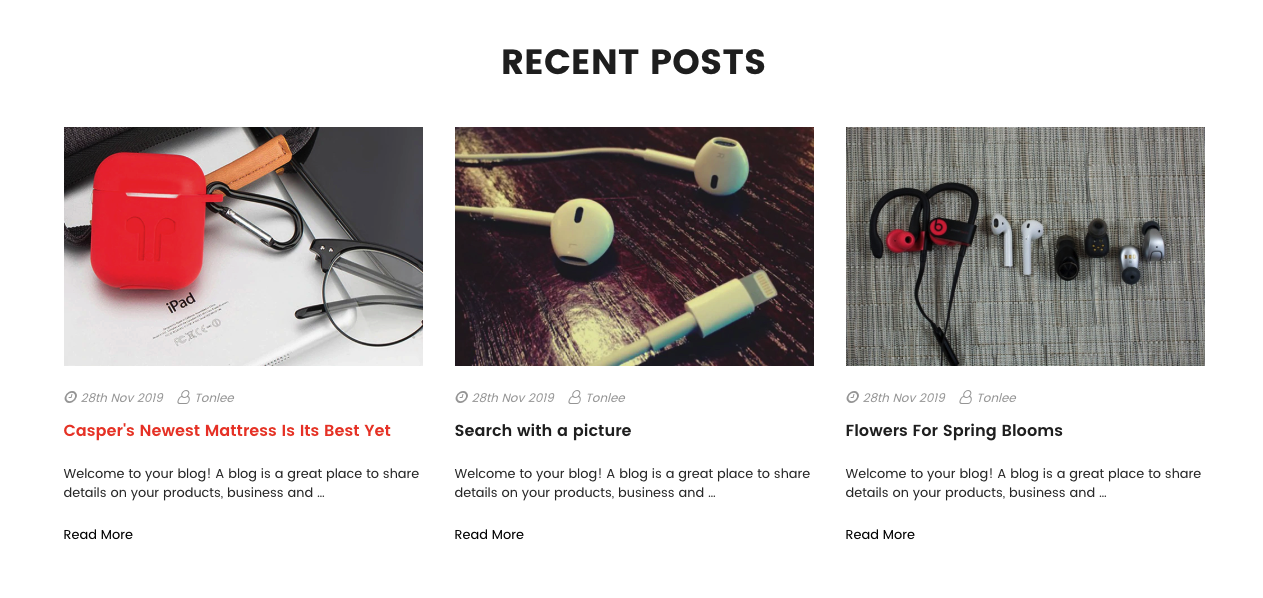 RECENT POSTS
iPad
28th Nov 2019 Tonlee
Casper's Newest Mattress Is Its Best Yet
Welcome to your blog! A blog is a great place to share
details on your products, business and ...
Read More
28th Nov 2019 Tonlee
Search with a picture
Welcome to your blog! A blog is a great place to share
details on your products, business and ...
Read More
28th Nov 2019 Tonlee
Flowers For Spring Blooms
Welcome to your blog! A blog is a great place to share
details on your products, business and ...
Read More